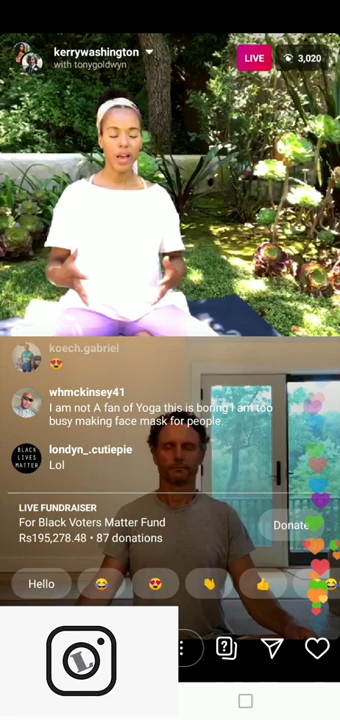 kerrywashington
with tonygoldwyn
LIVE
3,020
koech.gabriel
😍
whmckinsey41
I am not A fan of Yoga this is boring I am too
busy making face mask for people.
BLACK
LIVES
MATTER
londyn_.cutiepie
Lol
LIVE FUNDRAISER
For Black Voters Matter Fund
Rs195,278.48 • 87 donations
Donate
Hello
😂
😍
👋
👍
😂
L
?